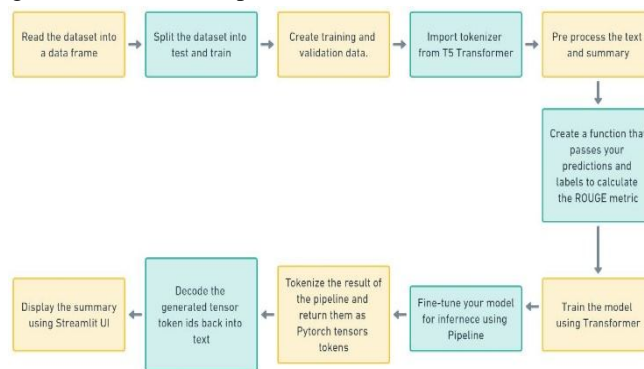 Read the dataset into
a data frame
Split the dataset into
test and train
Create training and
validation data.
Import tokenizer
from T5 Transformer
Pre process the text
and summary
Create a function that
passes your
predictions and
labels to calculate
the ROUGE metric
Train the model
using Transformer
Fine-tune your model
for infernece using
Pipeline
Tokenize the result of
the pipeline and
return them as
Pytorch tensors
tokens
Decode the
generated tensor
token ids back into
text
Display the summary
using Streamlit UI